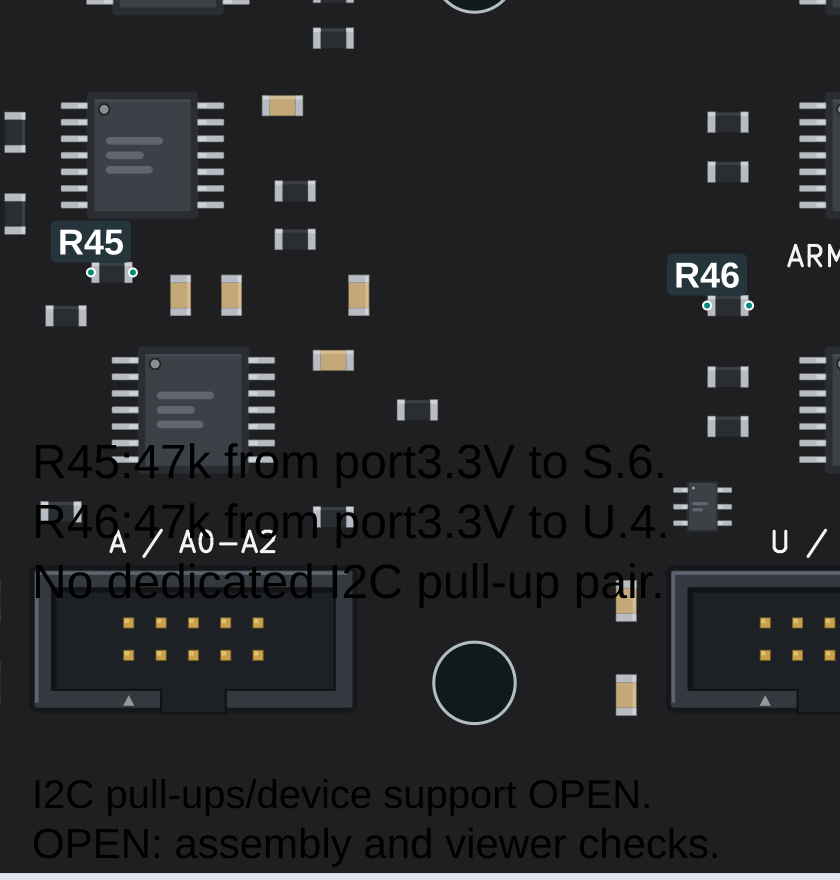 R45
ARM
R46
R45:47k from port3.3V to S.6.
R46:47k from port3.3V to U.4.
A / A0-A2
U /
No dedicated I2C pull-up pair.
I2C pull-ups/device support OPEN.
OPEN: assembly and viewer checks.